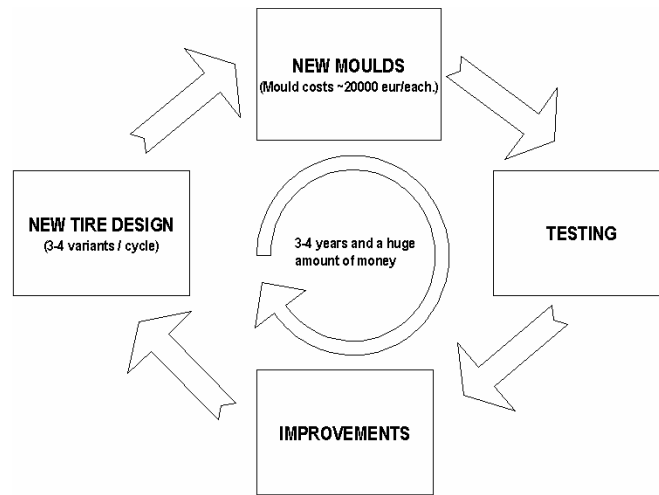 NEW MOULDS
(Mould costs ~20000 eur/each.)
NEW TIRE DESIGN
(3-4 variants / cycle)
3-4 years and a huge
amount of money
TESTING
IMPROVEMENTS